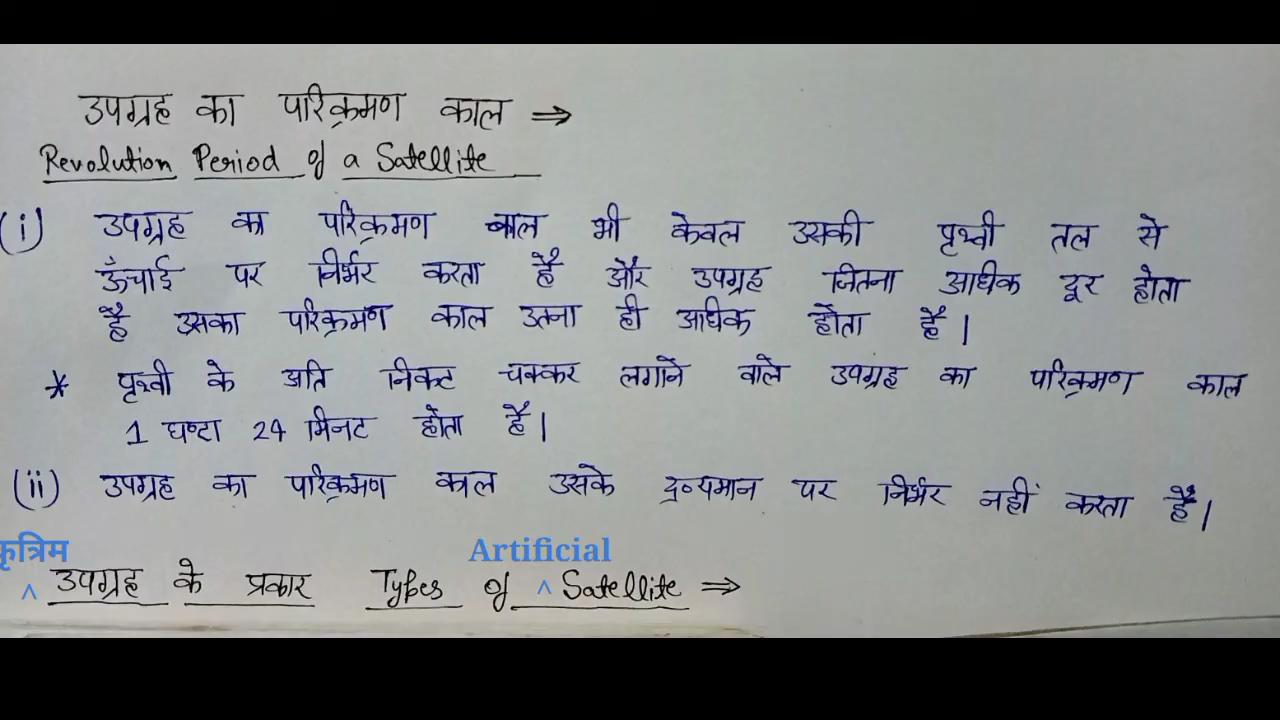 उपग्रह का परिक्रमण काल ⇒
Revolution Period of a Satellite
(i) उपग्रह का परिक्रमण काल भी केवल उसकी पृथ्वी तल से
ऊँचाई पर निर्भर करता है और उपग्रह जितना अधिक दूर होता
है उसका परिक्रमण काल उतना ही अधिक होता है।
* पृथ्वी के अति निकट चक्कर लगाने वाले उपग्रह का परिक्रमण काल
1 घण्टा 24 मिनट होता है।
(ii) उपग्रह का परिक्रमण काल उसके द्रव्यमान पर निर्भर नहीं करता है।
कृत्रिम Artificial
^ उपग्रह के प्रकार Types of ^ Satellite ⇒